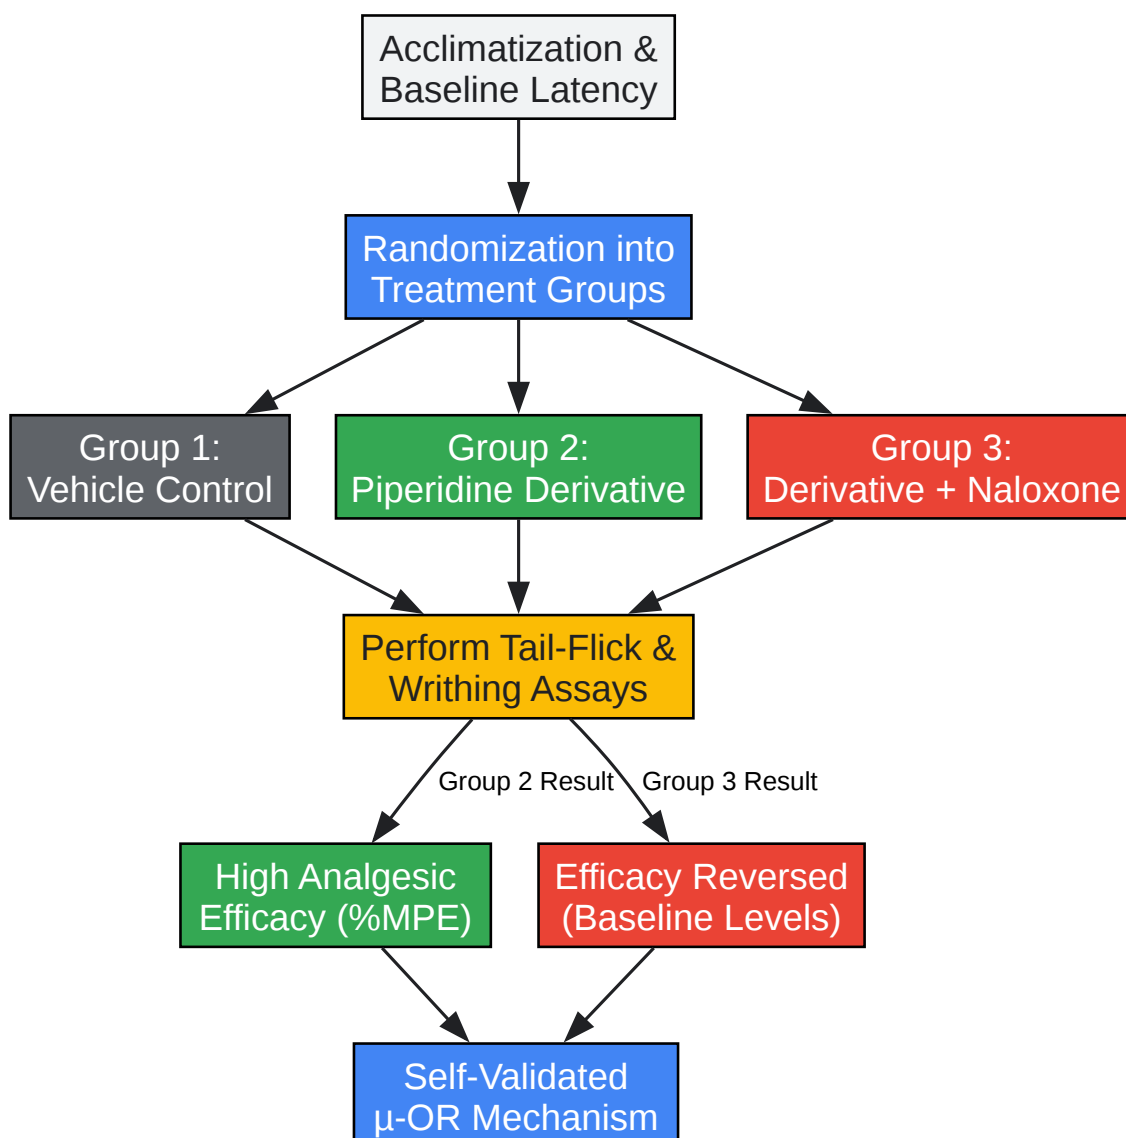 Acclimatization &
Baseline Latency
Randomization into
Treatment Groups
Group 1:
Vehicle Control
Group 2:
Piperidine Derivative
Group 3:
Derivative + Naloxone
Perform Tail-Flick &
Writhing Assays
Group 2 Result
Group 3 Result
High Analgesic
Efficacy (%MPE)
Efficacy Reversed
(Baseline Levels)
Self-Validated
µ-OR Mechanism